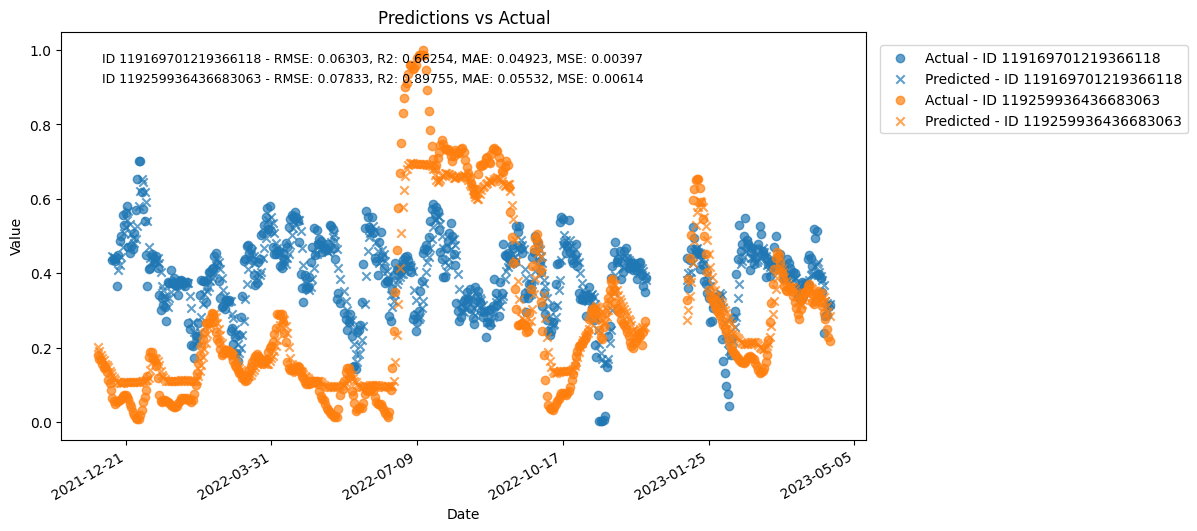 Predictions vs Actual
ID 119169701219366118 - RMSE: 0.06303, R2: 0.66254, MAE: 0.04923, MSE: 0.00397
ID 119259936436683063 - RMSE: 0.07833, R2: 0.89755, MAE: 0.05532, MSE: 0.00614
Actual - ID 119169701219366118
Predicted - ID 119169701219366118
Actual - ID 119259936436683063
Predicted - ID 119259936436683063
Value
1.0
0.8
0.6
0.4
0.2
0.0
2021-12-21
2022-03-31
2022-07-09
2022-10-17
2023-01-25
2023-05-05
Date